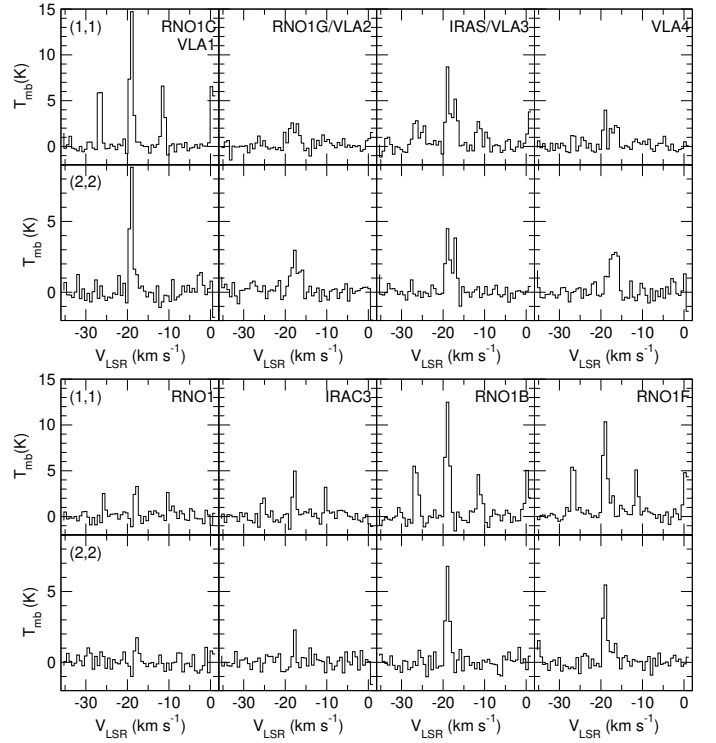 15
(1,1) RNO1C RNO1G/VLA2 IRAS/VLA3 VLA4
VLA1
10
T_mb(K)
5
0
(2,2)
5
T_mb(K)
0
-30 -20 -10 0 -30 -20 -10 0 -30 -20 -10 0 -30 -20 -10 0
V_LSR (km s⁻¹) V_LSR (km s⁻¹) V_LSR (km s⁻¹) V_LSR (km s⁻¹)
15
(1,1) RNO1 IRAC3 RNO1B RNO1F
10
T_mb(K)
5
0
(2,2)
5
T_mb(K)
0
-30 -20 -10 0 -30 -20 -10 0 -30 -20 -10 0 -30 -20 -10 0
V_LSR (km s⁻¹) V_LSR (km s⁻¹) V_LSR (km s⁻¹) V_LSR (km s⁻¹)